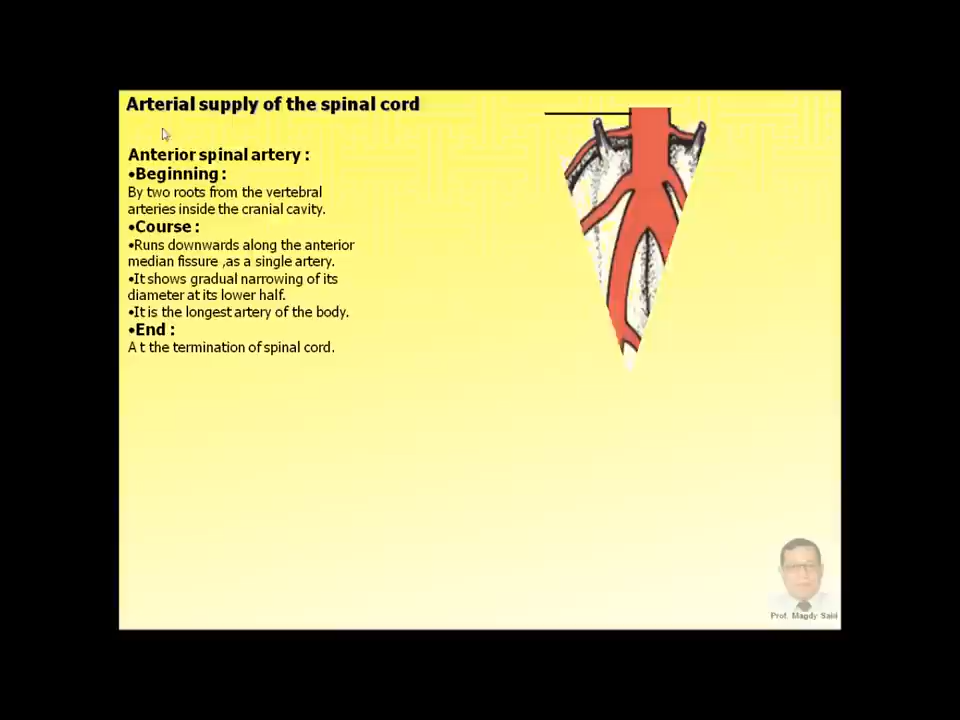 Arterial supply of the spinal cord
Anterior spinal artery :
•Beginning :
By two roots from the vertebral
arteries inside the cranial cavity.
•Course :
•Runs downwards along the anterior
median fissure ,as a single artery.
•It shows gradual narrowing of its
diameter at its lower half.
•It is the longest artery of the body.
•End :
A t the termination of spinal cord.
Prof. Magdy Said